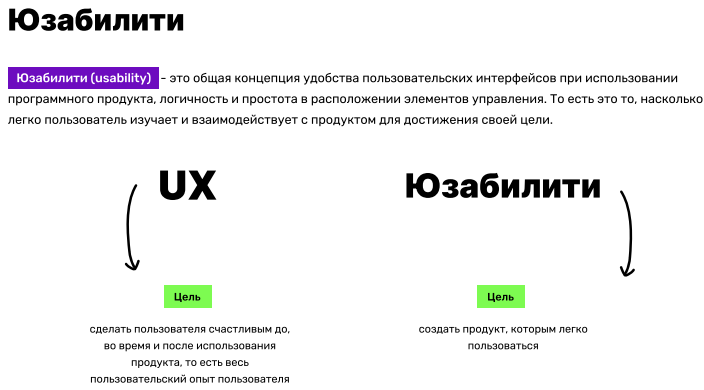 Юзабилити
Юзабилити (usability) - это общая концепция удобства пользовательских интерфейсов при использовании
программного продукта, логичность и простота в расположении элементов управления. То есть это то, насколько
легко пользователь изучает и взаимодействует с продуктом для достижения своей цели.
UX
Цель
сделать пользователя счастливым до,
во время и после использования
продукта, то есть весь
пользовательский опыт пользователя
Юзабилити
Цель
создать продукт, которым легко
пользоваться